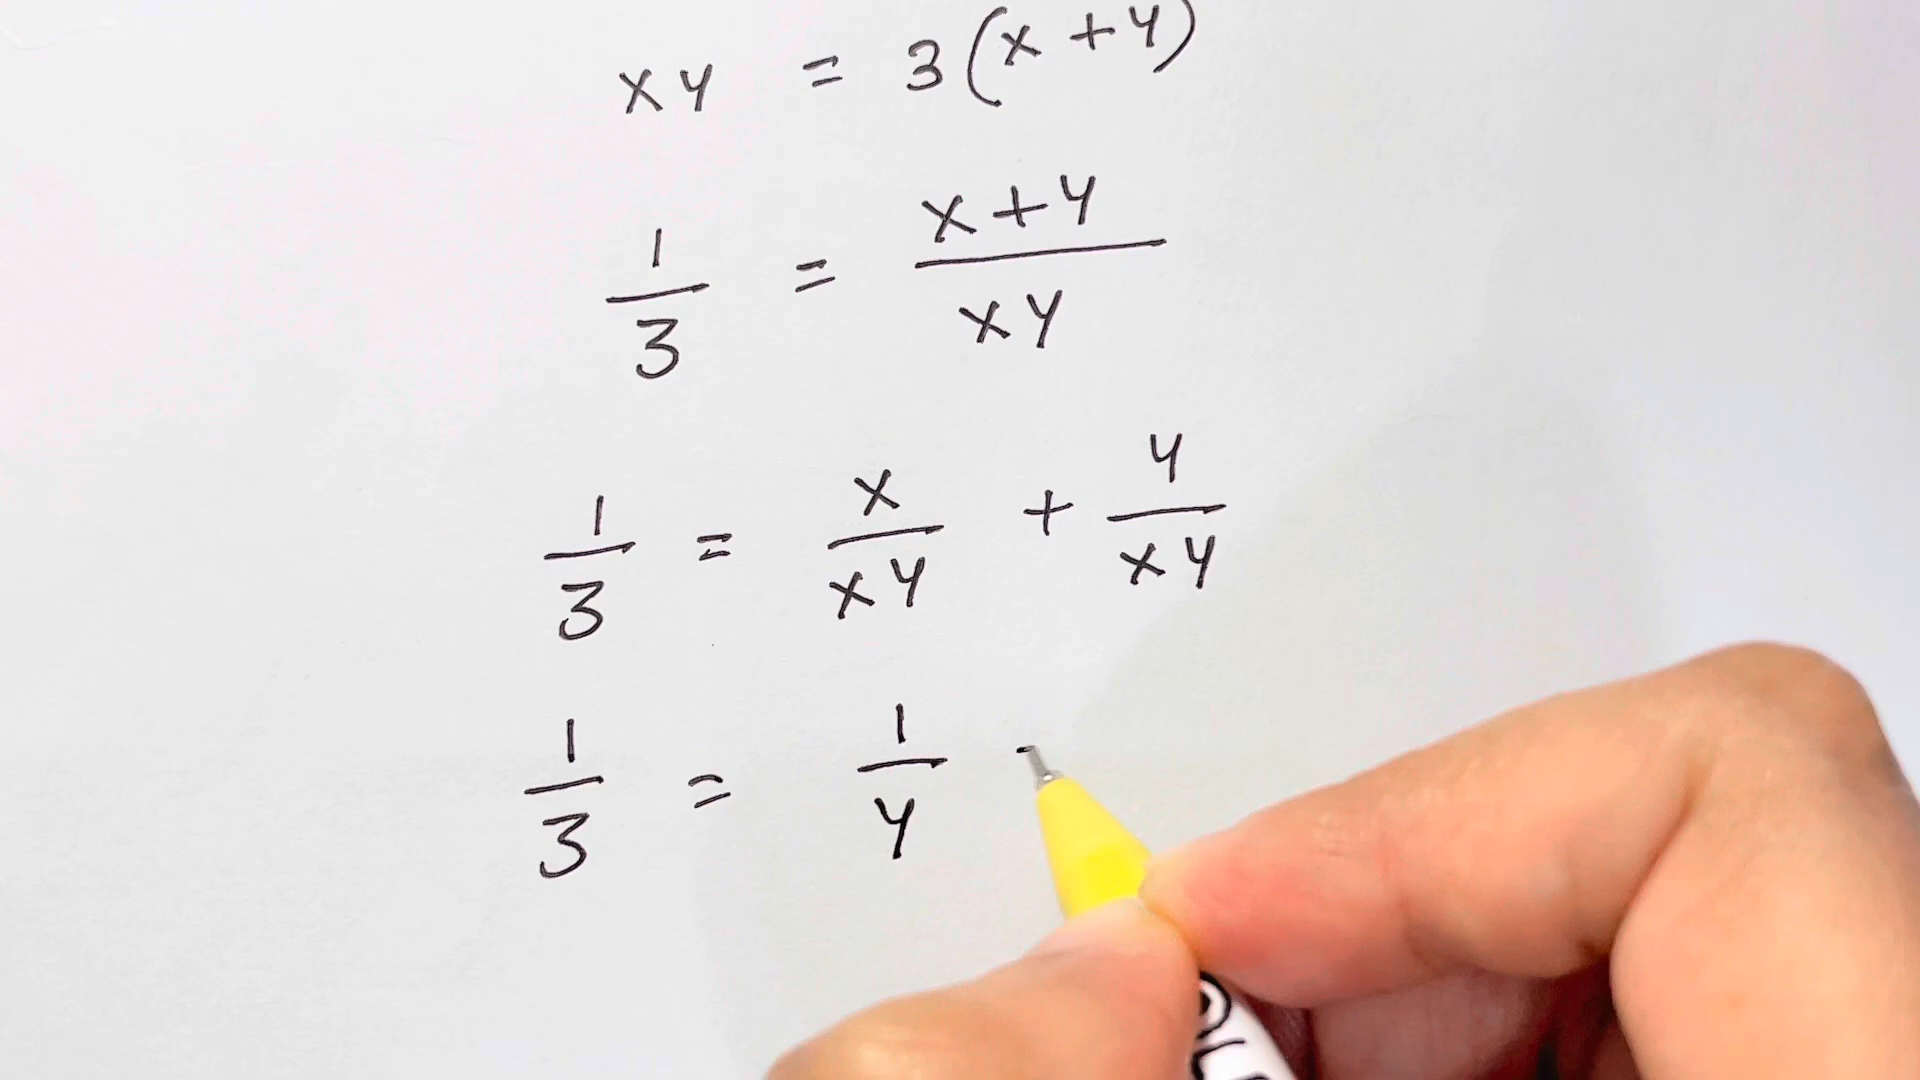 xy = 3(x+y)
1/3 = x+y/xy
1/3 = x/xy + y/xy
1/3 = 1/y -